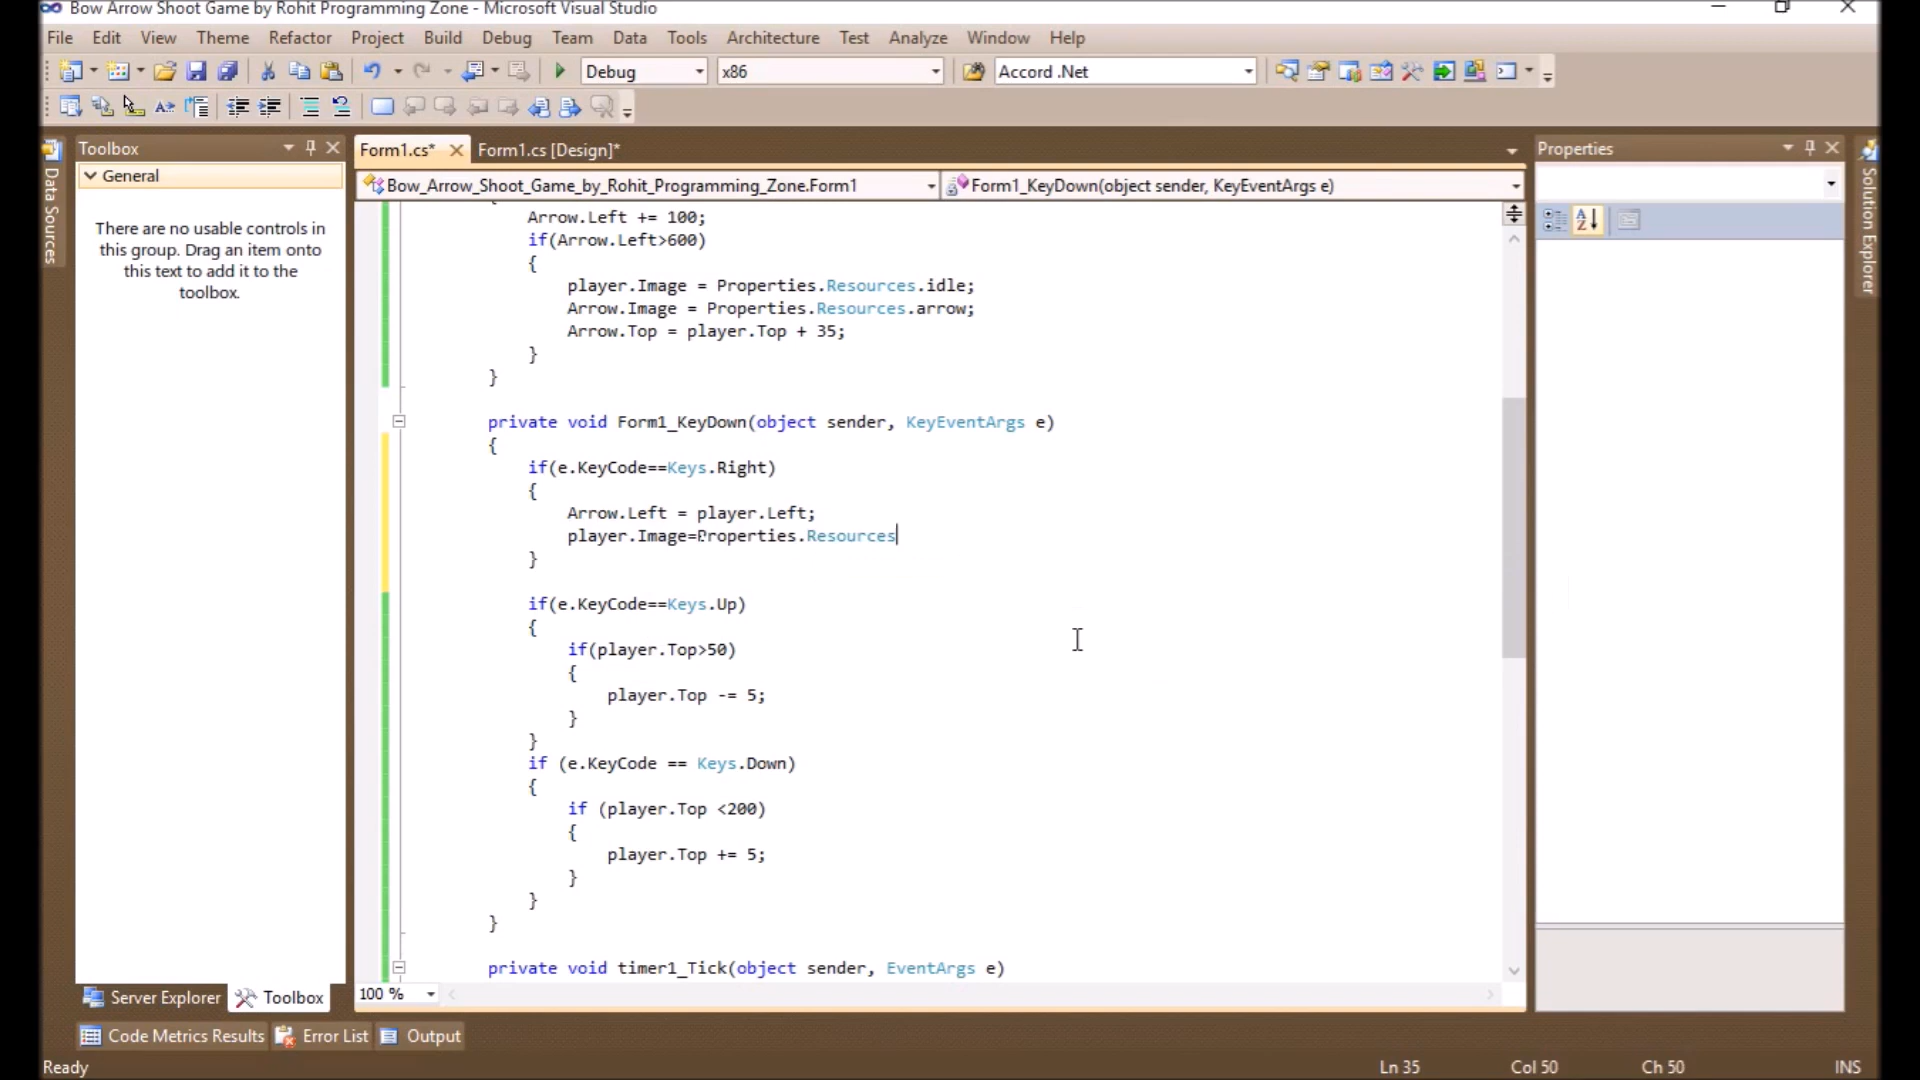 Bow Arrow Shoot Game by Rohit Programming Zone - Microsoft Visual Studio
File Edit View Theme Refactor Project Build Debug Team Data Tools Architecture Test Analyze Window Help
Debug x86 Accord .Net
Toolbox
General
There are no usable controls in
this group. Drag an item onto
this text to add it to the
toolbox.
Data Sources
Form1.cs* Form1.cs [Design]*
Bow_Arrow_Shoot_Game_by_Rohit_Programming_Zone.Form1 Form1_KeyDown(object sender, KeyEventArgs e)
{
Arrow.Left += 100;
if(Arrow.Left>600)
{
player.Image = Properties.Resources.idle;
Arrow.Image = Properties.Resources.arrow;
Arrow.Top = player.Top + 35;
}
}
private void Form1_KeyDown(object sender, KeyEventArgs e)
{
if(e.KeyCode==Keys.Right)
{
Arrow.Left = player.Left;
player.Image=Properties.Resources
}
if(e.KeyCode==Keys.Up)
{
if(player.Top>50)
{
player.Top -= 5;
}
}
if (e.KeyCode == Keys.Down)
{
if (player.Top <200)
{
player.Top += 5;
}
}
}
private void timer1_Tick(object sender, EventArgs e)
100 %
Properties
Solution Explorer
Server Explorer Toolbox
Code Metrics Results Error List Output
Ready Ln 35 Col 50 Ch 50 INS